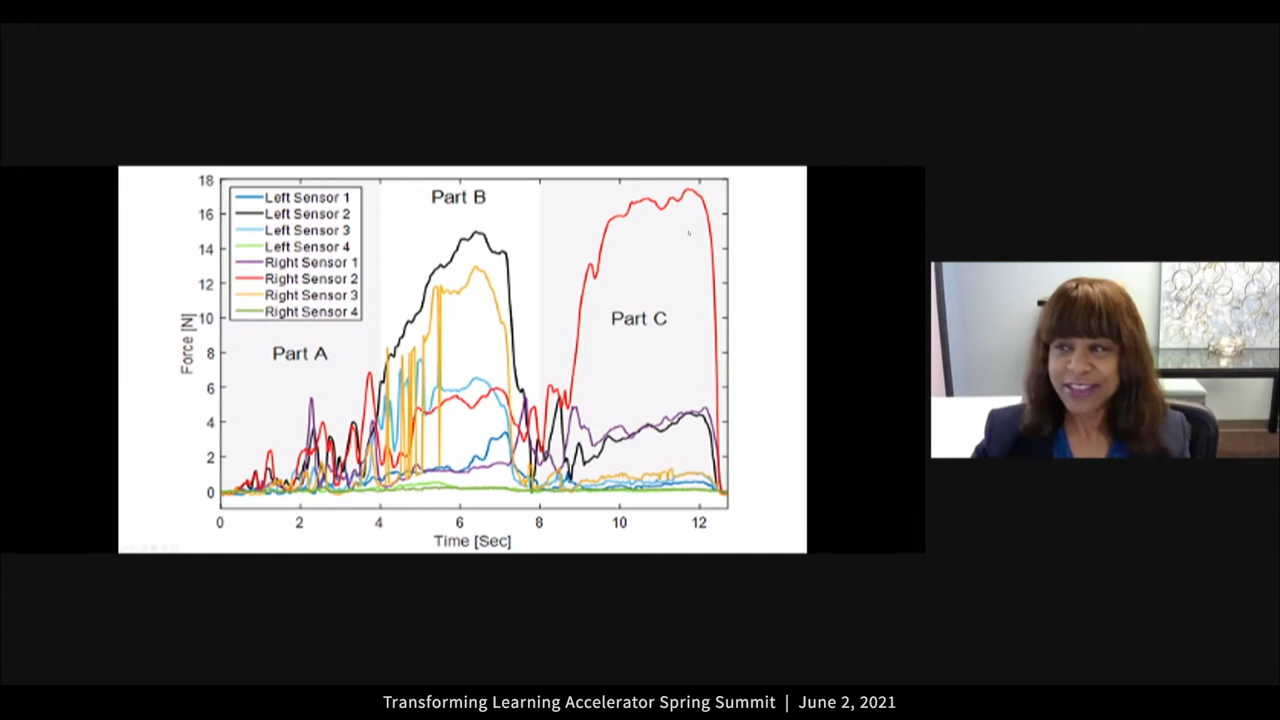 18
16
14
12
10
8
6
4
2
0
Force [N]
Left Sensor 1
Left Sensor 2
Left Sensor 3
Left Sensor 4
Right Sensor 1
Right Sensor 2
Right Sensor 3
Right Sensor 4
Part A
Part B
Part C
0 2 4 6 8 10 12
Time [Sec]
Transforming Learning Accelerator Spring Summit | June 2, 2021